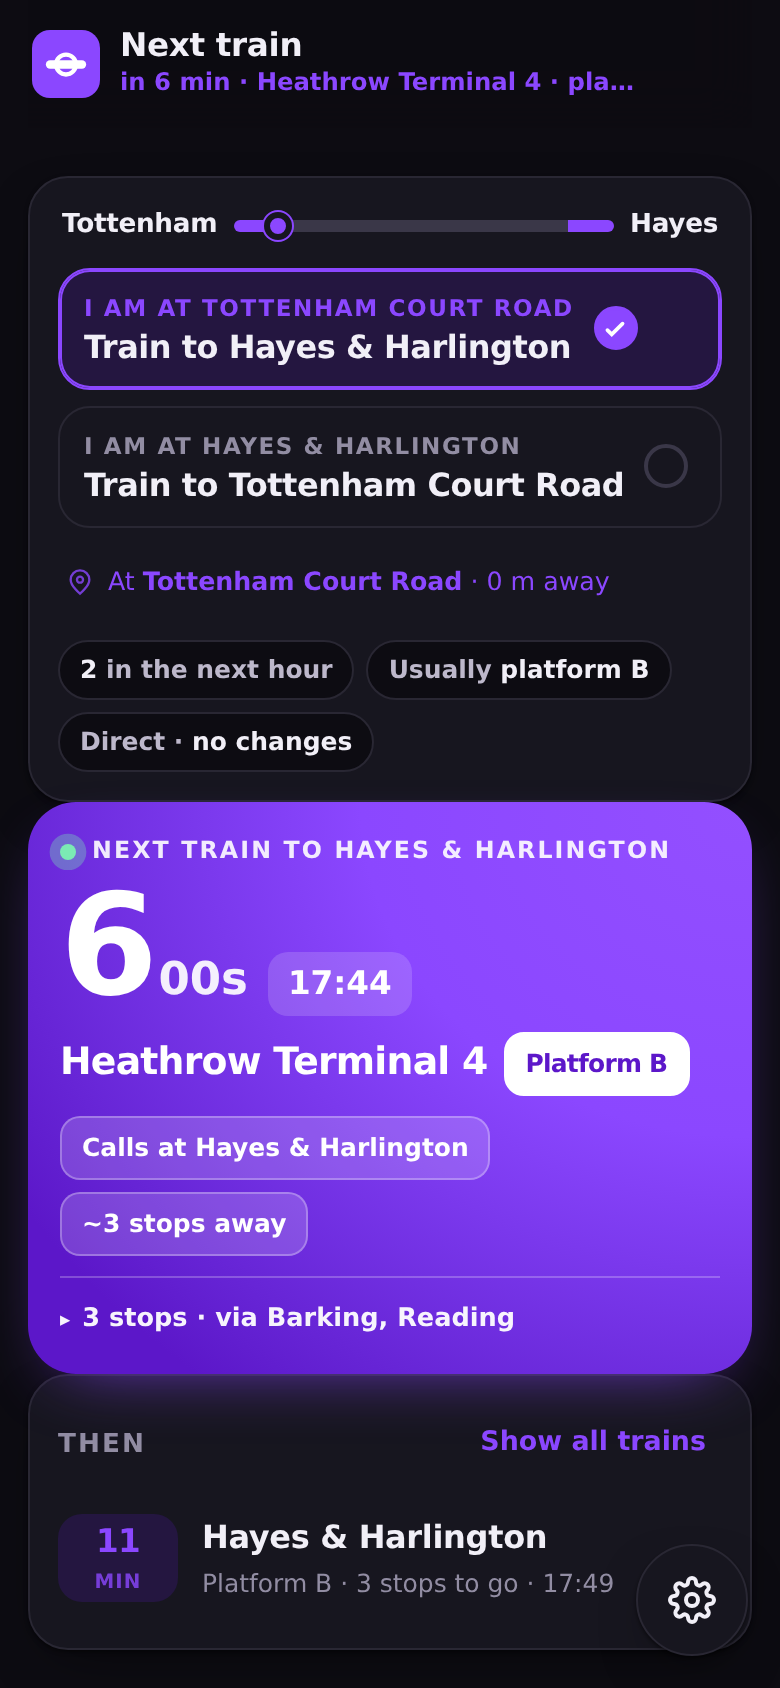 Next train
in 6 min · Heathrow Terminal 4 · pla...
Tottenham
Hayes
I AM AT TOTTENHAM COURT ROAD
Train to Hayes & Harlington
I AM AT HAYES & HARLINGTON
Train to Tottenham Court Road
At Tottenham Court Road · 0 m away
2 in the next hour
Usually platform B
Direct · no changes
NEXT TRAIN TO HAYES & HARLINGTON
6 00s 17:44
Heathrow Terminal 4 Platform B
Calls at Hayes & Harlington
~3 stops away
▸ 3 stops · via Barking, Reading
THEN
Show all trains
11 MIN
Hayes & Harlington
Platform B · 3 stops to go · 17:49